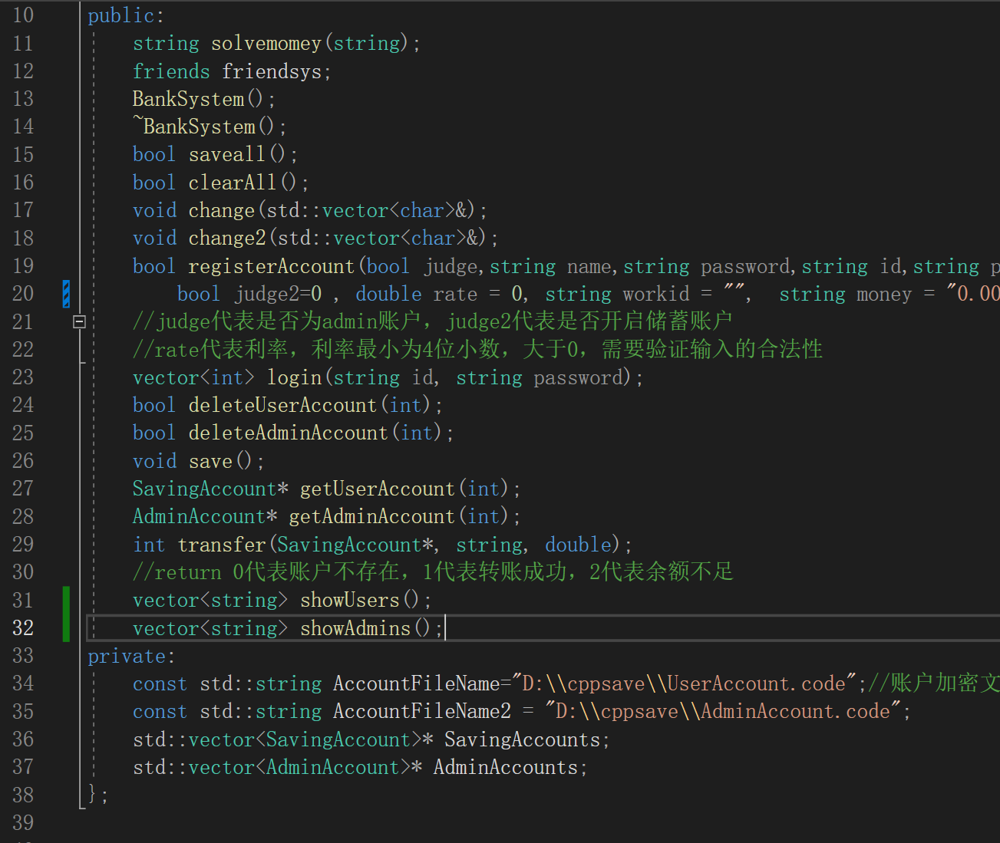 10 public:
11 string solvemomey(string);
12 friends friendsys;
13 BankSystem();
14 ~BankSystem();
15 bool saveall();
16 bool clearAll();
17 void change(std::vector<char>&);
18 void change2(std::vector<char>&);
19 bool registerAccount(bool judge,string name,string password,string id,string p
20 bool judge2=0 , double rate = 0, string workid = "", string money = "0.00
21 //judge代表是否为admin账户，judge2代表是否开启储蓄账户
22 //rate代表利率，利率最小为4位小数，大于0，需要验证输入的合法性
23 vector<int> login(string id, string password);
24 bool deleteUserAccount(int);
25 bool deleteAdminAccount(int);
26 void save();
27 SavingAccount* getUserAccount(int);
28 AdminAccount* getAdminAccount(int);
29 int transfer(SavingAccount*, string, double);
30 //return 0代表账户不存在，1代表转账成功，2代表余额不足
31 vector<string> showUsers();
32 vector<string> showAdmins();
33 private:
34 const std::string AccountFileName="D:\\cppsave\\UserAccount.code";//账户加密文
35 const std::string AccountFileName2 = "D:\\cppsave\\AdminAccount.code";
36 std::vector<SavingAccount>* SavingAccounts;
37 std::vector<AdminAccount>* AdminAccounts;
38 };
39